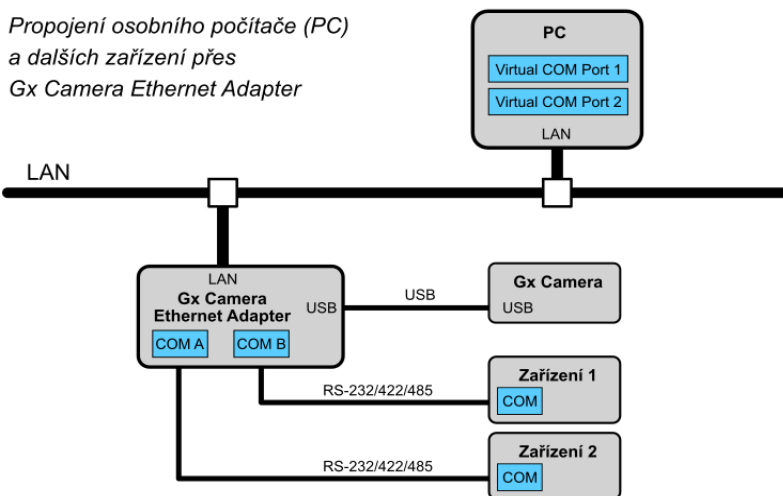 Propojení osobního počítače (PC)
a dalších zařízení přes
Gx Camera Ethernet Adapter
PC
Virtual COM Port 1
Virtual COM Port 2
LAN
LAN
LAN
Gx Camera
Ethernet Adapter
USB
COM A
COM B
USB
Gx Camera
USB
RS-232/422/485
Zařízení 1
COM
RS-232/422/485
Zařízení 2
COM